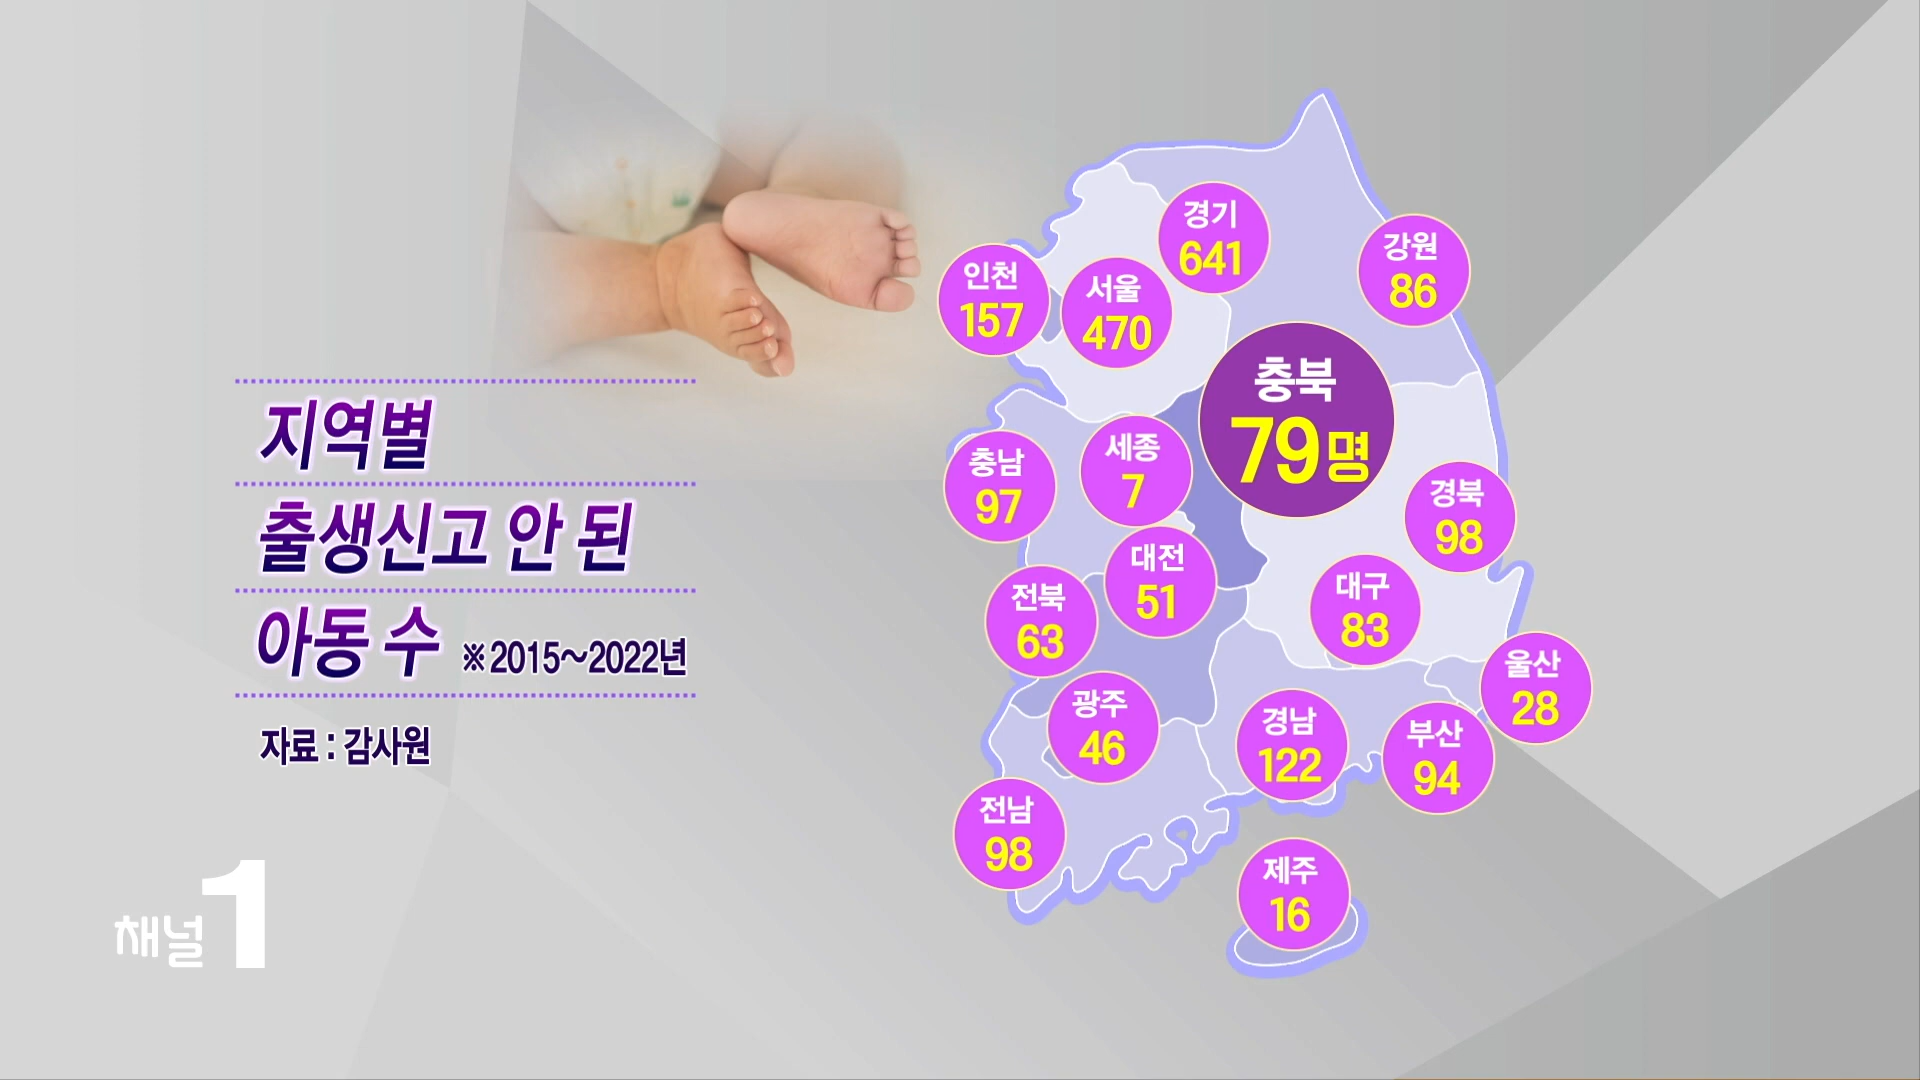 지역별
출생신고 안 된
아동 수 ※2015~2022년
자료 : 감사원
채널1
경기
641
강원
86
인천
157
서울
470
충북
79명
충남
97
세종
7
경북
98
대전
51
대구
83
전북
63
울산
28
광주
46
경남
122
부산
94
전남
98
제주
16